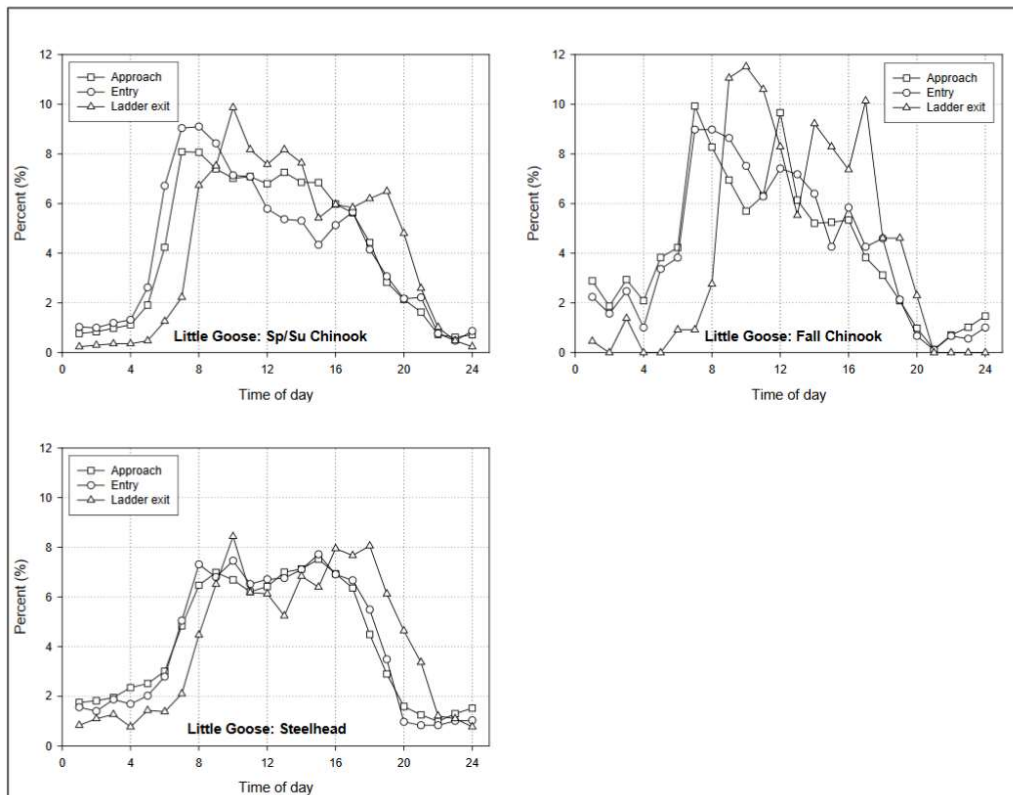 12
10
8
6
4
2
0
Percent (%)
Approach
Entry
Ladder exit
Little Goose: Sp/Su Chinook
0 4 8 12 16 20 24
Time of day
12
10
8
6
4
2
0
Percent (%)
Approach
Entry
Ladder exit
Little Goose: Fall Chinook
0 4 8 12 16 20 24
Time of day
12
10
8
6
4
2
0
Percent (%)
Approach
Entry
Ladder exit
Little Goose: Steelhead
0 4 8 12 16 20 24
Time of day